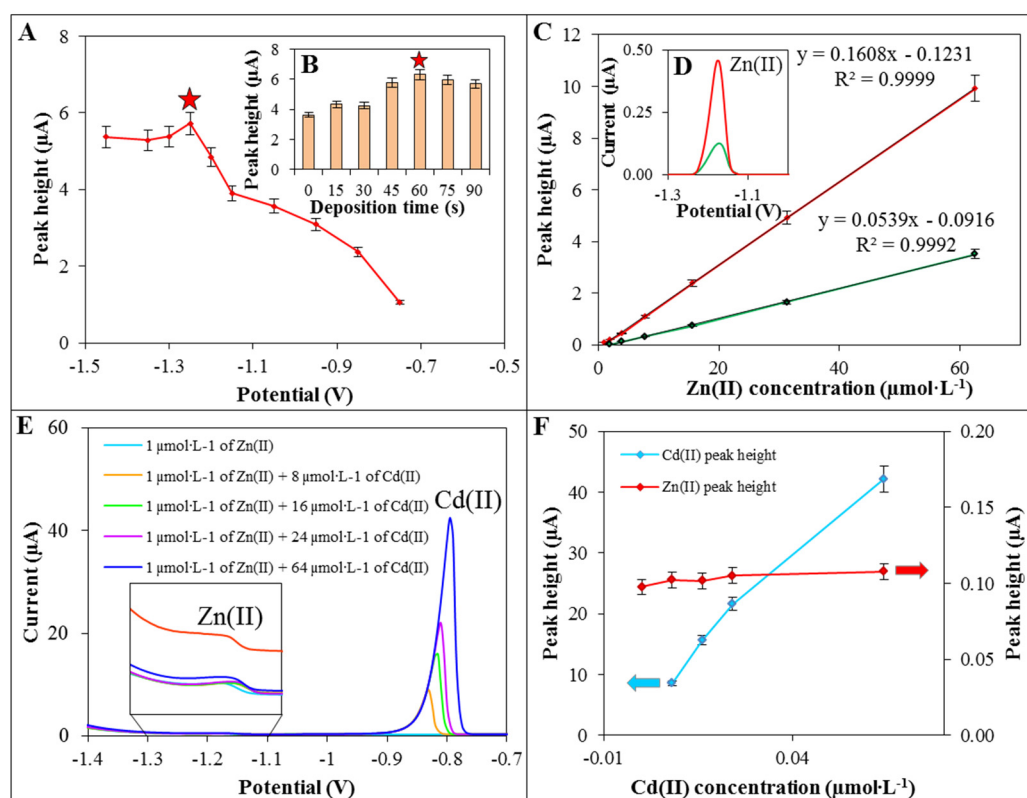 A
Peak height (µA)
8
6
4
2
0
-1.5
-1.3
-1.1
-0.9
-0.7
-0.5
Potential (V)
B
Peak height (µA)
8
6
4
2
0
0 15 30 45 60 75 90
Deposition time (s)
C
Peak height (µA)
12
10
8
6
4
2
0
0
20
40
60
Zn(II) concentration (µmol·L-1)
y = 0.1608x - 0.1231
R² = 0.9999
y = 0.0539x - 0.0916
R² = 0.9992
D
Zn(II)
Current (µA)
0.50
0.25
0.00
-1.3
-1.1
Potential (V)
E
Current (µA)
60
40
20
0
-1.4
-1.3
-1.2
-1.1
-1.0
-0.9
-0.8
-0.7
Potential (V)
1 µmol·L-1 of Zn(II)
1 µmol·L-1 of Zn(II) + 8 µmol·L-1 of Cd(II)
1 µmol·L-1 of Zn(II) + 16 µmol·L-1 of Cd(II)
1 µmol·L-1 of Zn(II) + 24 µmol·L-1 of Cd(II)
1 µmol·L-1 of Zn(II) + 64 µmol·L-1 of Cd(II)
Cd(II)
Zn(II)
F
Peak height (µA)
50
40
30
20
10
0
-0.01
0.04
Cd(II) concentration (µmol·L-1)
Cd(II) peak height
Zn(II) peak height
0.20
0.15
0.10
0.05
0.00
Peak height (µA)